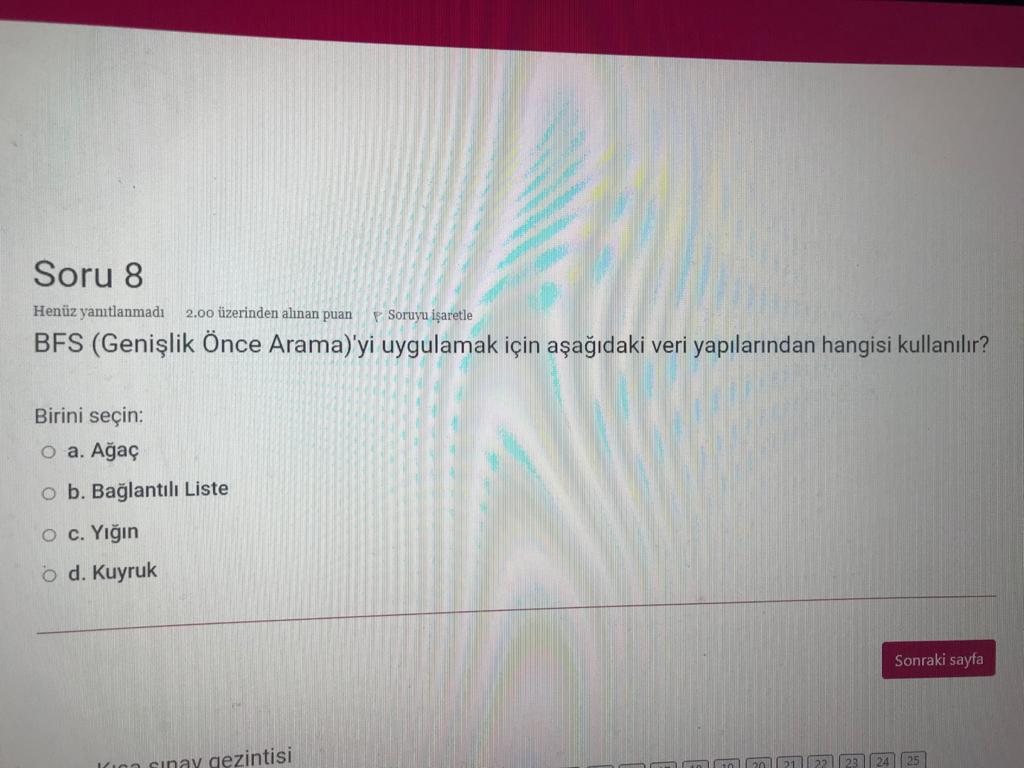 Soru 8
Henüz yanıtlanmadı 2.00 üzerinden alınan puan Soruyu işaretle
BFS (Genişlik Önce Arama)'yi uygulamak için aşağıdaki veri yapılarından hangisi kullanılır?
Birini seçin:
a. Ağaç
b. Bağlantılı Liste
c. Yığın
d. Kuyruk
Sonraki sayfa
Kısa sınav gezintisi
20 21 22 23 24 25